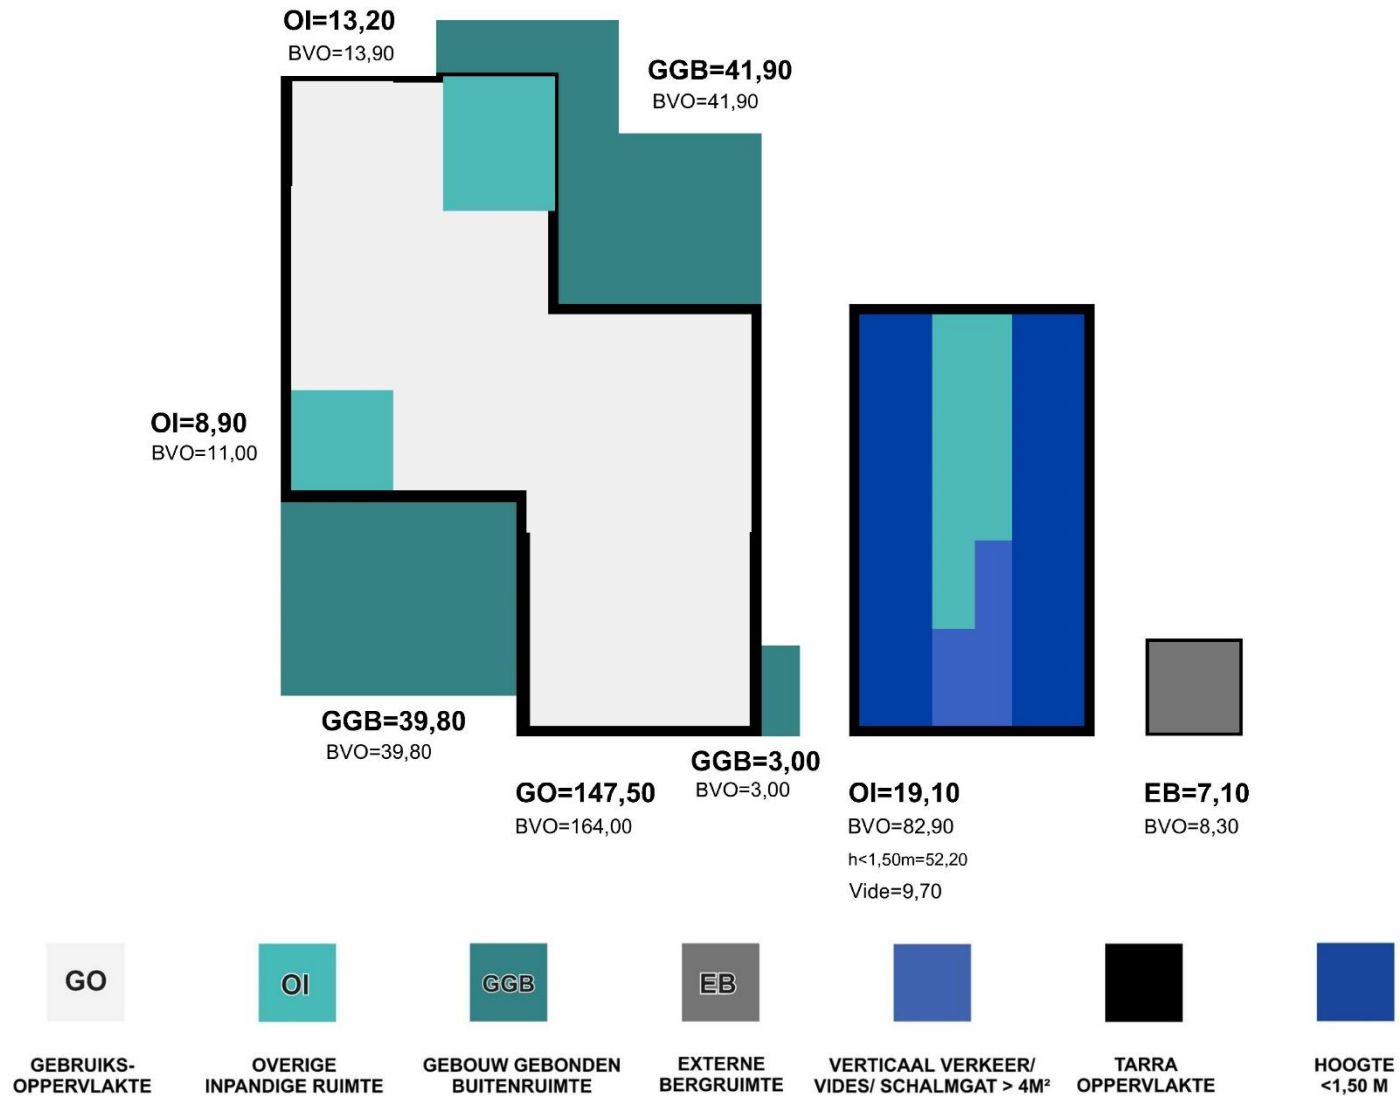 OI=13,20
BVO=13,90
GGB=41,90
BVO=41,90
OI=8,90
BVO=11,00
GGB=39,80
BVO=39,80
GGB=3,00
BVO=3,00
GO=147,50
BVO=164,00
OI=19,10
BVO=82,90
h<1,50m=52,20
Vide=9,70
EB=7,10
BVO=8,30
GO
OI
GGB
EB
GEBRUIKS-
OPPERVLAKTE
OVERIGE
INPANDIGE RUIMTE
GEBOUW GEBONDEN
BUITENRUIMTE
EXTERNE
BERGRUIMTE
VERTICAAL VERKEER/
VIDES/ SCHALMGAT > 4M²
TARRA
OPPERVLAKTE
HOOGTE
<1,50 M